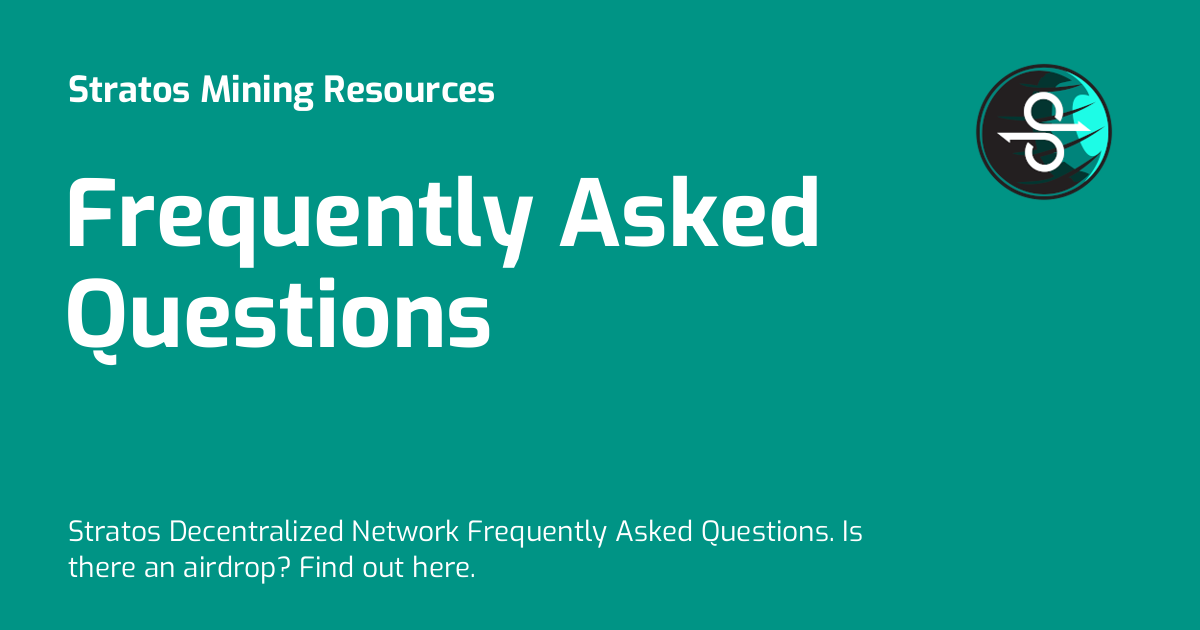 Stratos Mining Resources
Frequently Asked
Questions
Stratos Decentralized Network Frequently Asked Questions. Is
there an airdrop? Find out here.